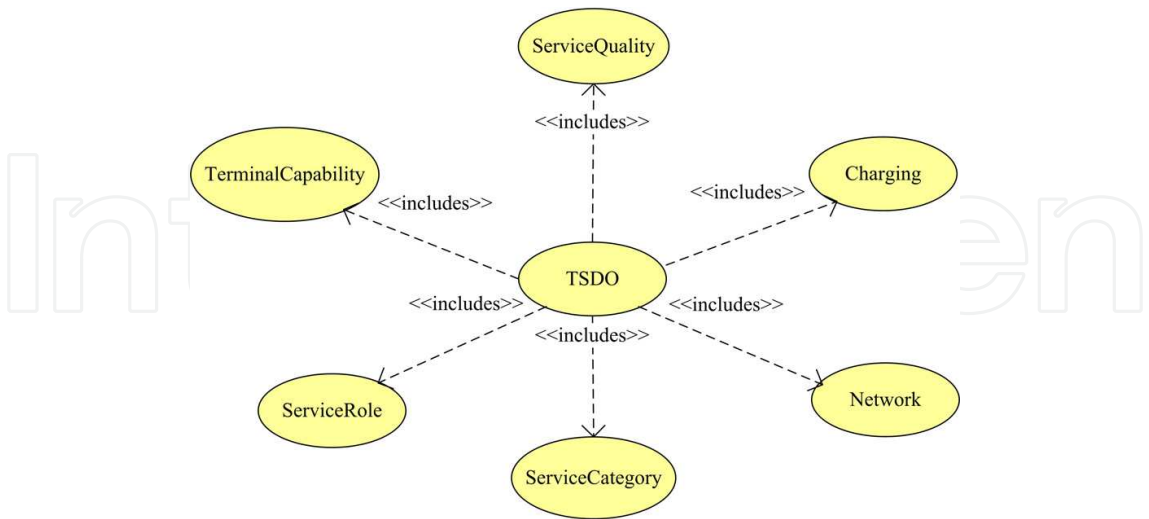 ServiceQuality
<<includes>>
TerminalCapability
<<includes>>
<<includes>>
Charging
TSDO
<<includes>>
<<includes>>
<<includes>>
ServiceRole
Network
ServiceCategory